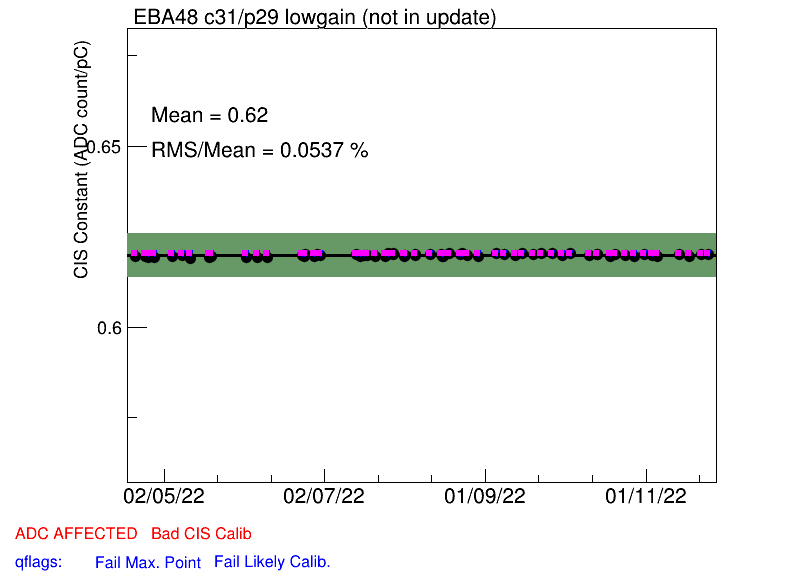 EBA48 c31/p29 lowgain (not in update)
CIS Constant (ADC count/pC)
Mean = 0.62
RMS/Mean = 0.0537 %
0.65
0.6
02/05/22 02/07/22 01/09/22 01/11/22
ADC AFFECTED Bad CIS Calib
qflags: Fail Max. Point Fail Likely Calib.